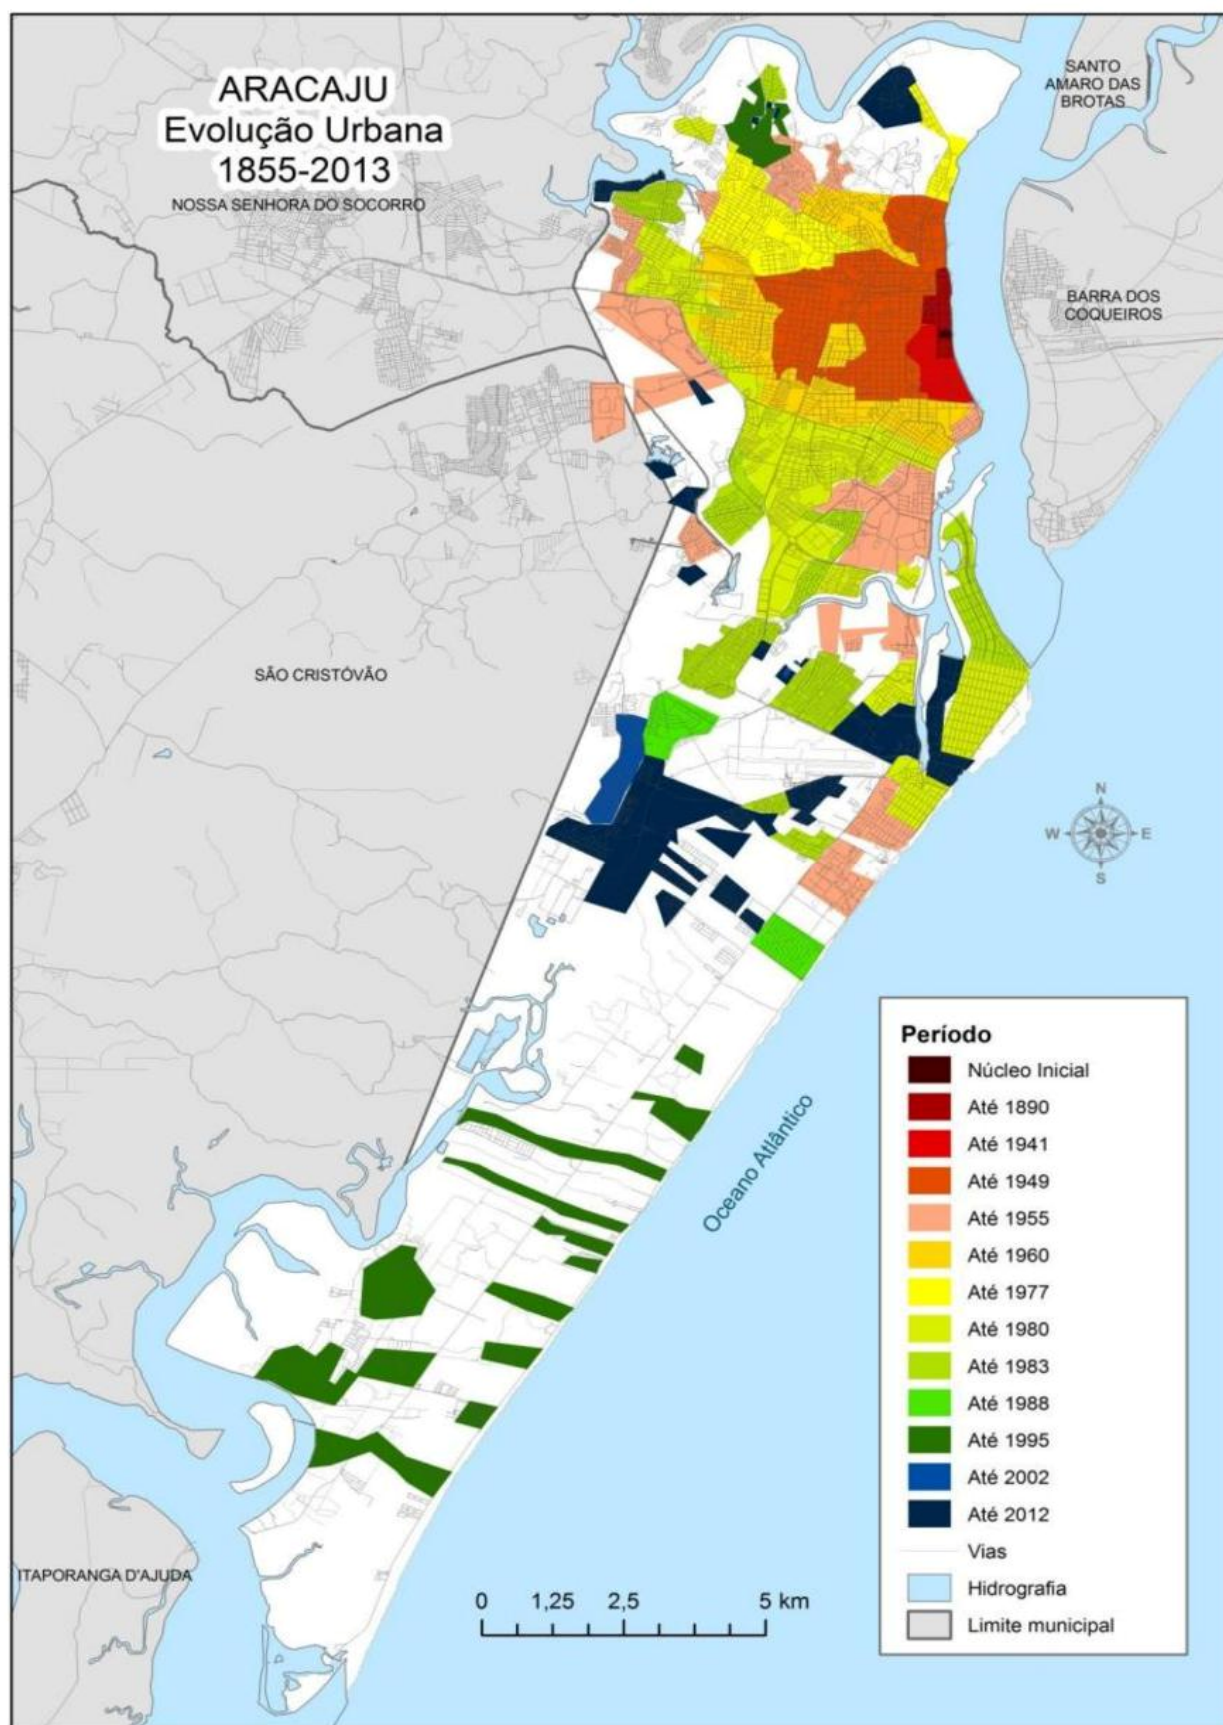 ARACAJU
Evolução Urbana
1855-2013
NOSSA SENHORA DO SOCORRO
SANTO
AMARO DAS
BROTAS
BARRA DOS
COQUEIROS
SÃO CRISTÓVÃO
N
W
E
S
Oceano Atlântico
ITAPORANGA D'AJUDA
0 1,25 2,5 5 km
Período
Núcleo Inicial
Até 1890
Até 1941
Até 1949
Até 1955
Até 1960
Até 1977
Até 1980
Até 1983
Até 1988
Até 1995
Até 2002
Até 2012
Vias
Hidrografia
Limite municipal